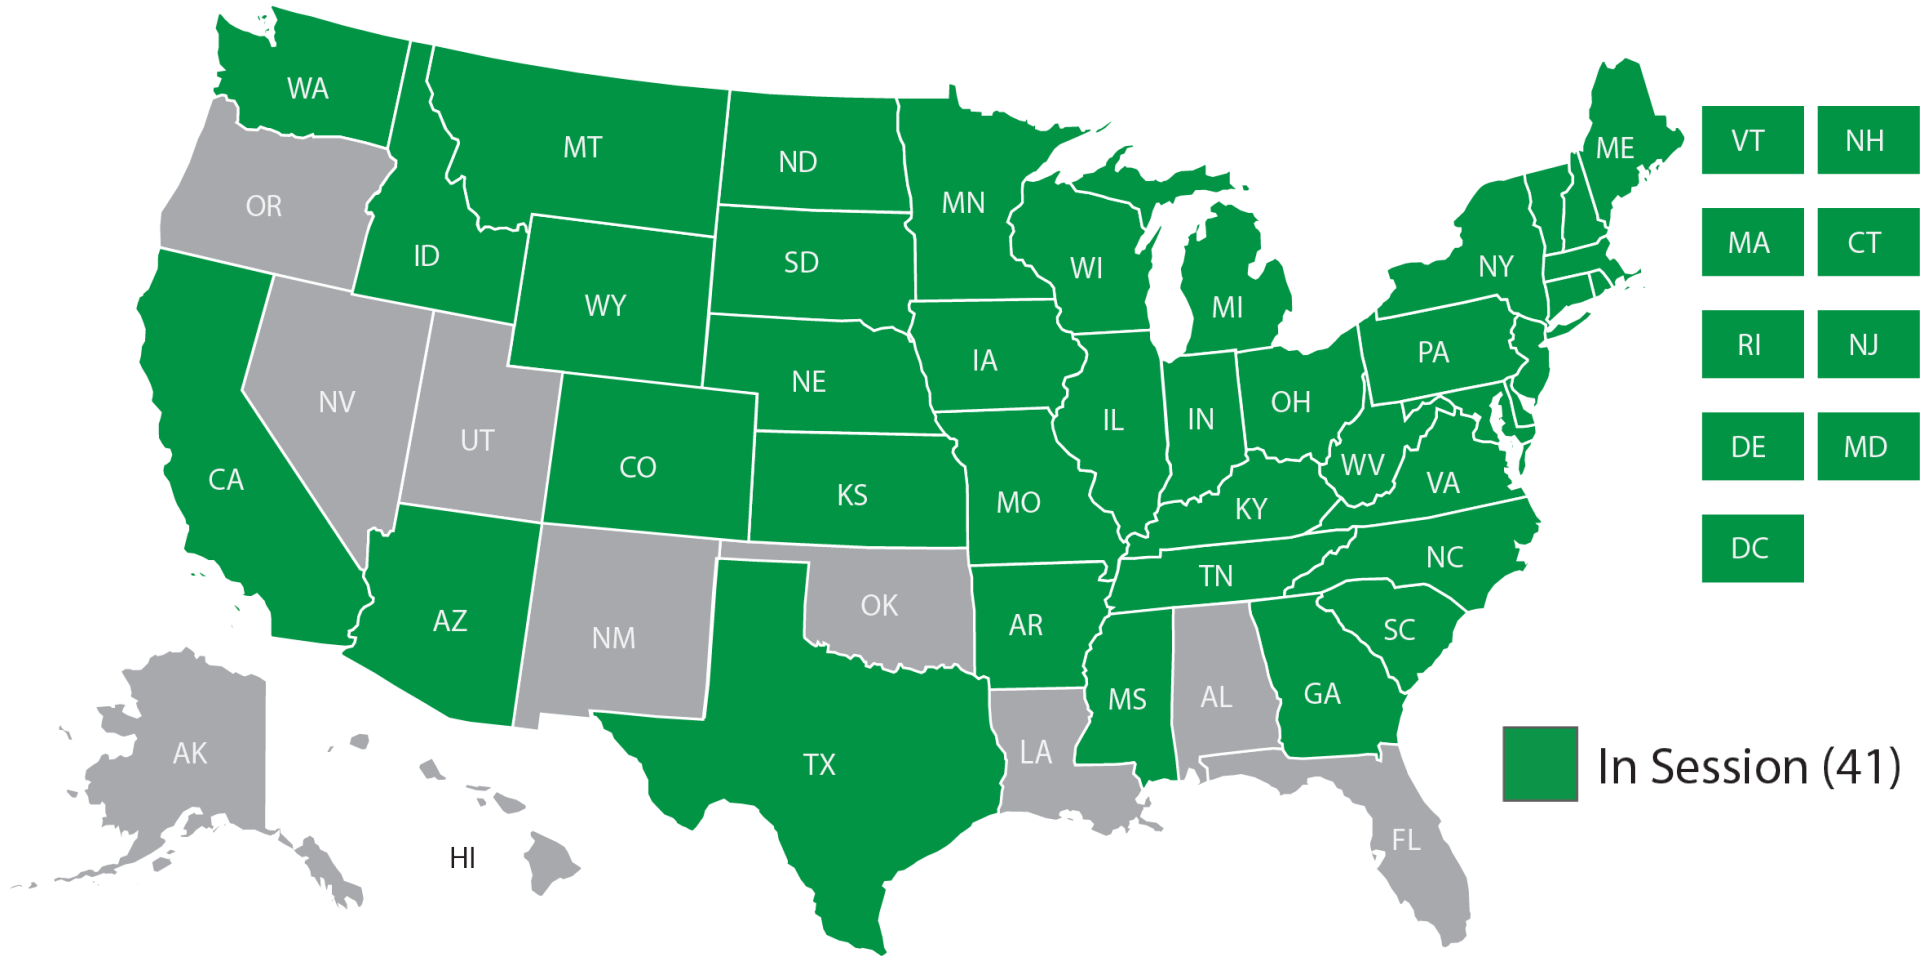 WA
MT
ND
MN
ME
VT
NH
OR
ID
SD
WI
NY
MA
CT
WY
MI
NV
UT
NE
IA
PA
RI
NJ
CA
CO
KS
MO
IL
IN
OH
WV
VA
DE
MD
KY
NC
DC
AZ
NM
OK
AR
TN
SC
MS
AL
GA
AK
TX
LA
In Session (41)
HI
FL